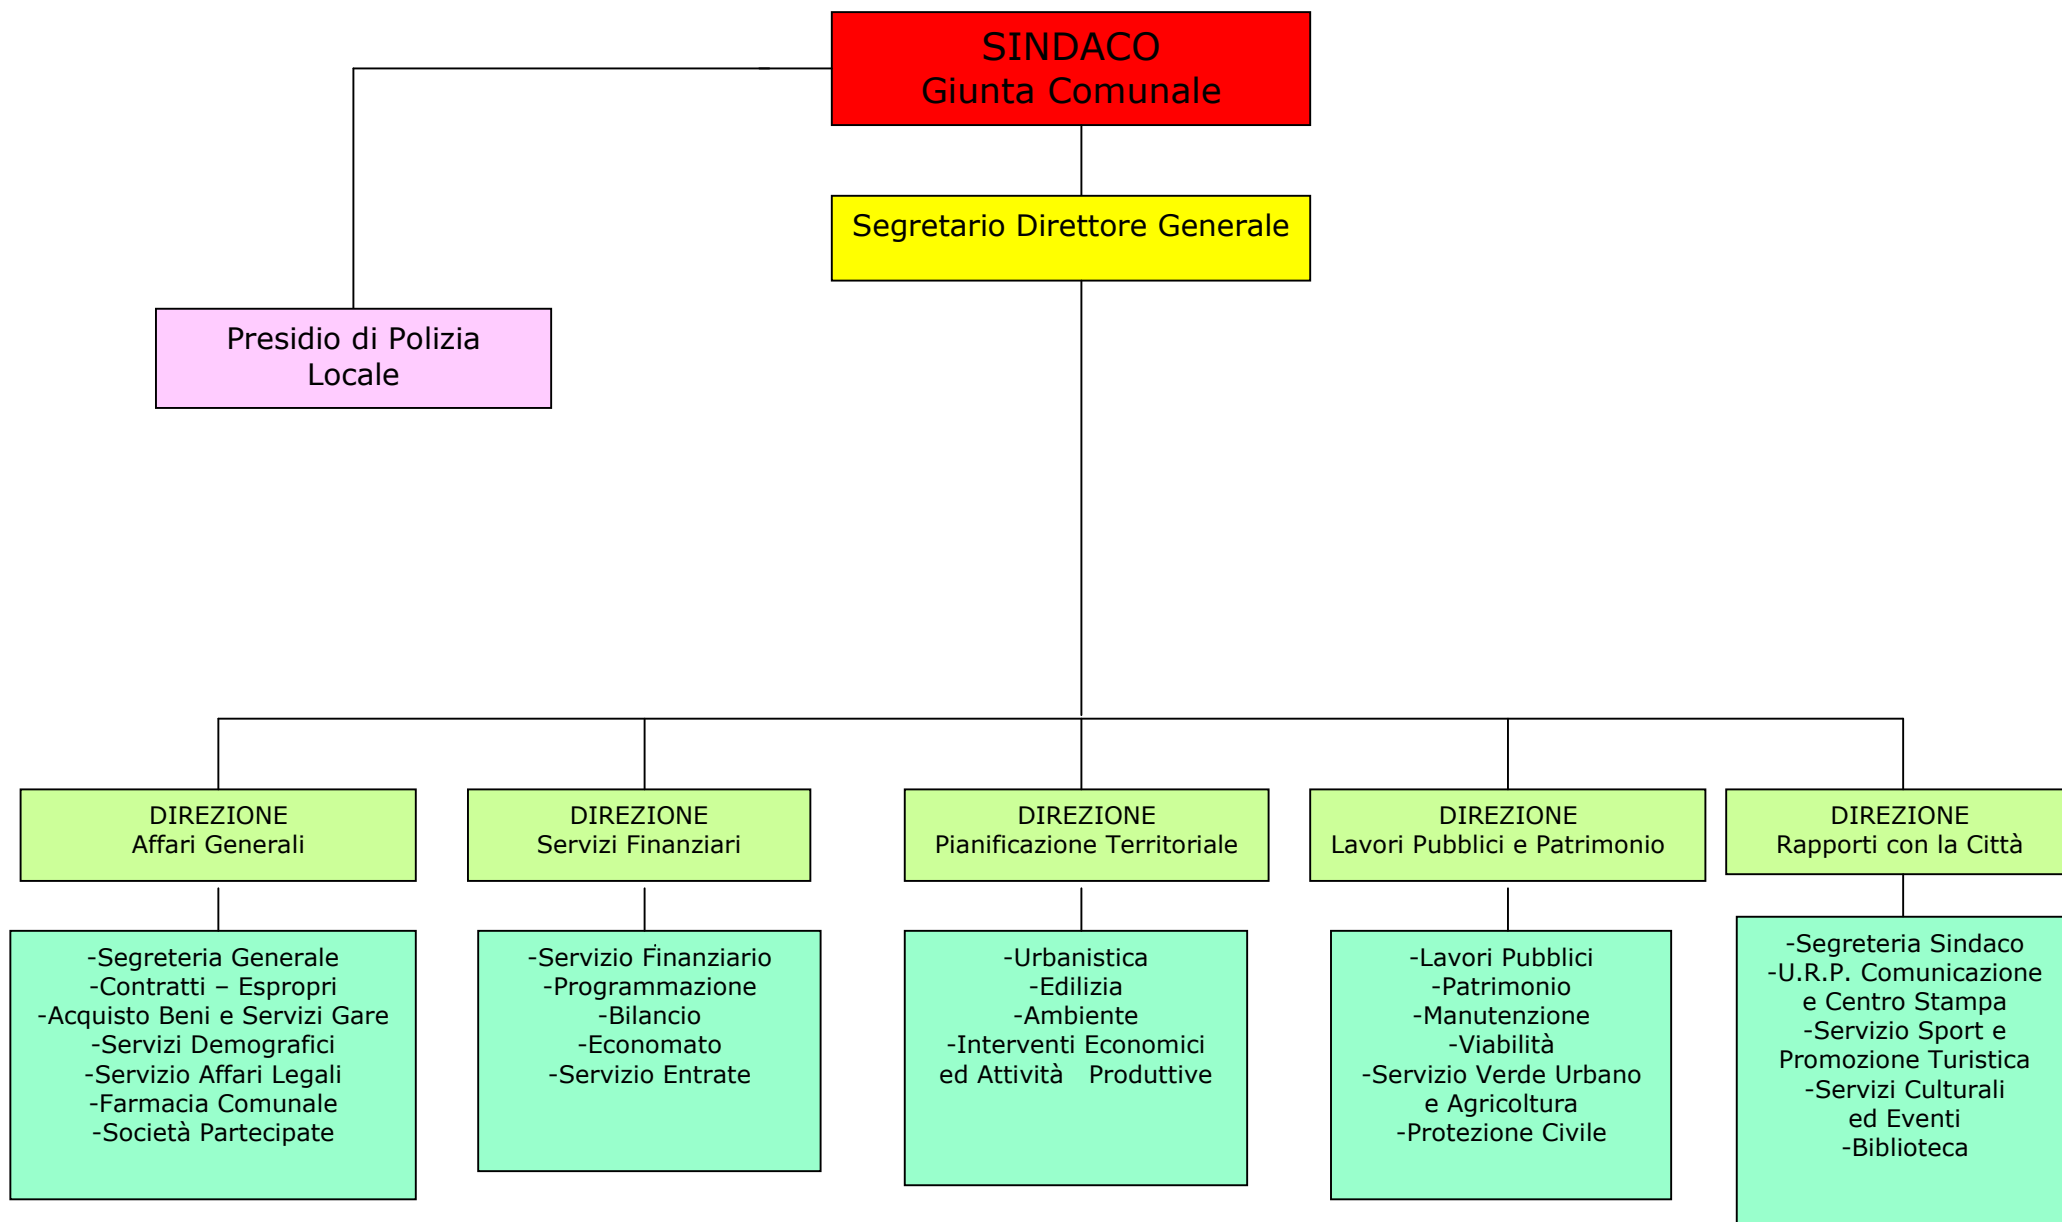 SINDACO
Giunta Comunale
Segretario Direttore Generale
Presidio di Polizia
Locale
DIREZIONE
Affari Generali
DIREZIONE
Servizi Finanziari
DIREZIONE
Pianificazione Territoriale
DIREZIONE
Lavori Pubblici e Patrimonio
DIREZIONE
Rapporti con la Città
-Segreteria Generale
-Contratti – Espropri
-Acquisto Beni e Servizi Gare
-Servizi Demografici
-Servizio Affari Legali
-Farmacia Comunale
-Società Partecipate
-Servizio Finanziario
-Programmazione
-Bilancio
-Economato
-Servizio Entrate
-Urbanistica
-Edilizia
-Ambiente
-Interventi Economici
ed Attività Produttive
-Lavori Pubblici
-Patrimonio
-Manutenzione
-Viabilità
-Servizio Verde Urbano
e Agricoltura
-Protezione Civile
-Segreteria Sindaco
-U.R.P. Comunicazione
e Centro Stampa
-Servizio Sport e
Promozione Turistica
-Servizi Culturali
ed Eventi
-Biblioteca